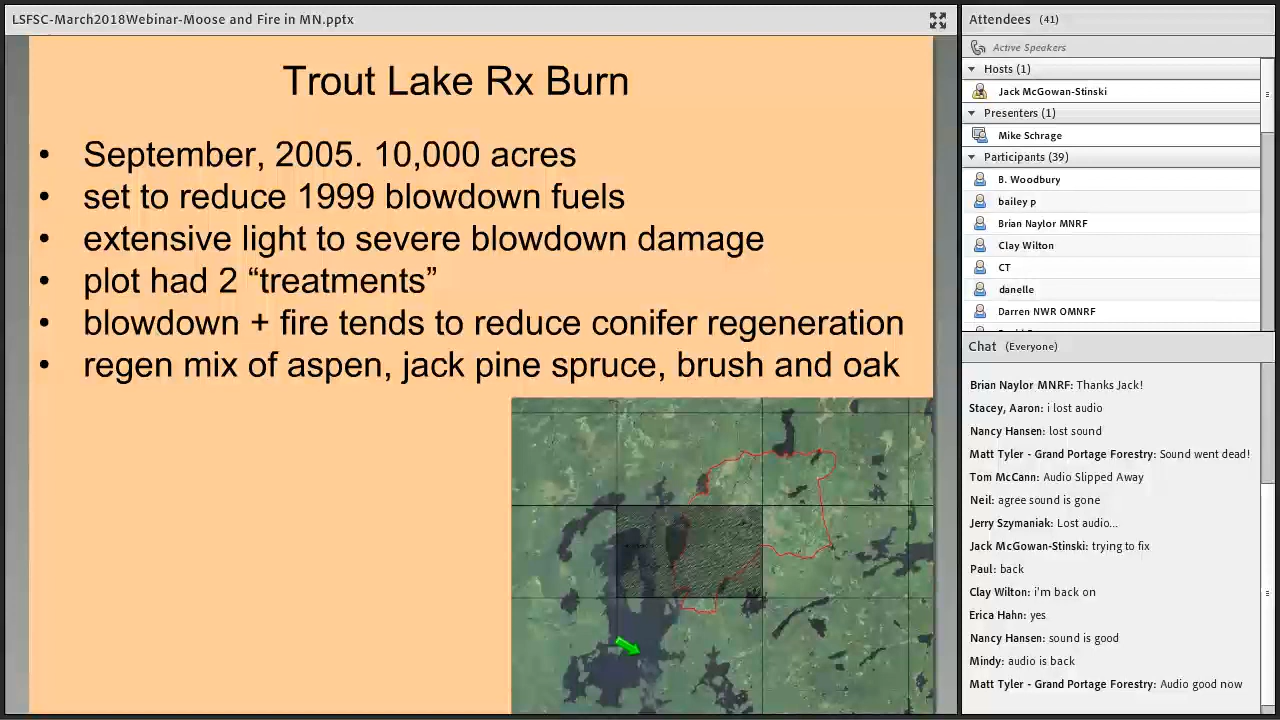 LSFSC-March2018Webinar-Moose and Fire in MN.pptx
Trout Lake Rx Burn
• September, 2005. 10,000 acres
• set to reduce 1999 blowdown fuels
• extensive light to severe blowdown damage
• plot had 2 “treatments”
• blowdown + fire tends to reduce conifer regeneration
• regen mix of aspen, jack pine spruce, brush and oak
Attendees (41)
Active Speakers
Hosts (1)
Jack McGowan-Stinski
Presenters (1)
Mike Schrage
Participants (39)
B. Woodbury
bailey p
Brian Naylor MNRF
Clay Wilton
CT
danelle
Darren NWR OMNRF
Chat (Everyone)
Brian Naylor MNRF: Thanks Jack!
Stacey, Aaron: i lost audio
Nancy Hansen: lost sound
Matt Tyler - Grand Portage Forestry: Sound went dead!
Tom McCann: Audio Slipped Away
Neil: agree sound is gone
Jerry Szymaniak: Lost audio...
Jack McGowan-Stinski: trying to fix
Paul: back
Clay Wilton: i'm back on
Erica Hahn: yes
Nancy Hansen: sound is good
Mindy: audio is back
Matt Tyler - Grand Portage Forestry: Audio good now